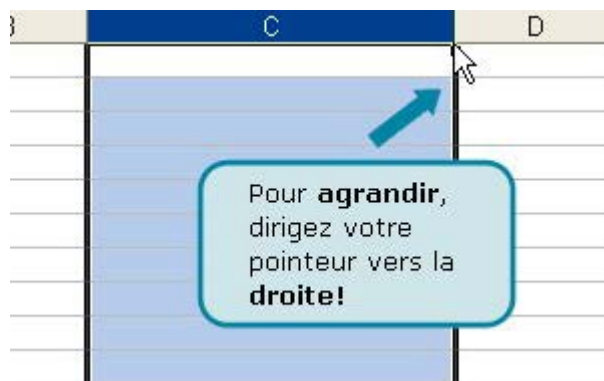 C D
Pour agrandir,
dirigez votre
pointeur vers la
droite!